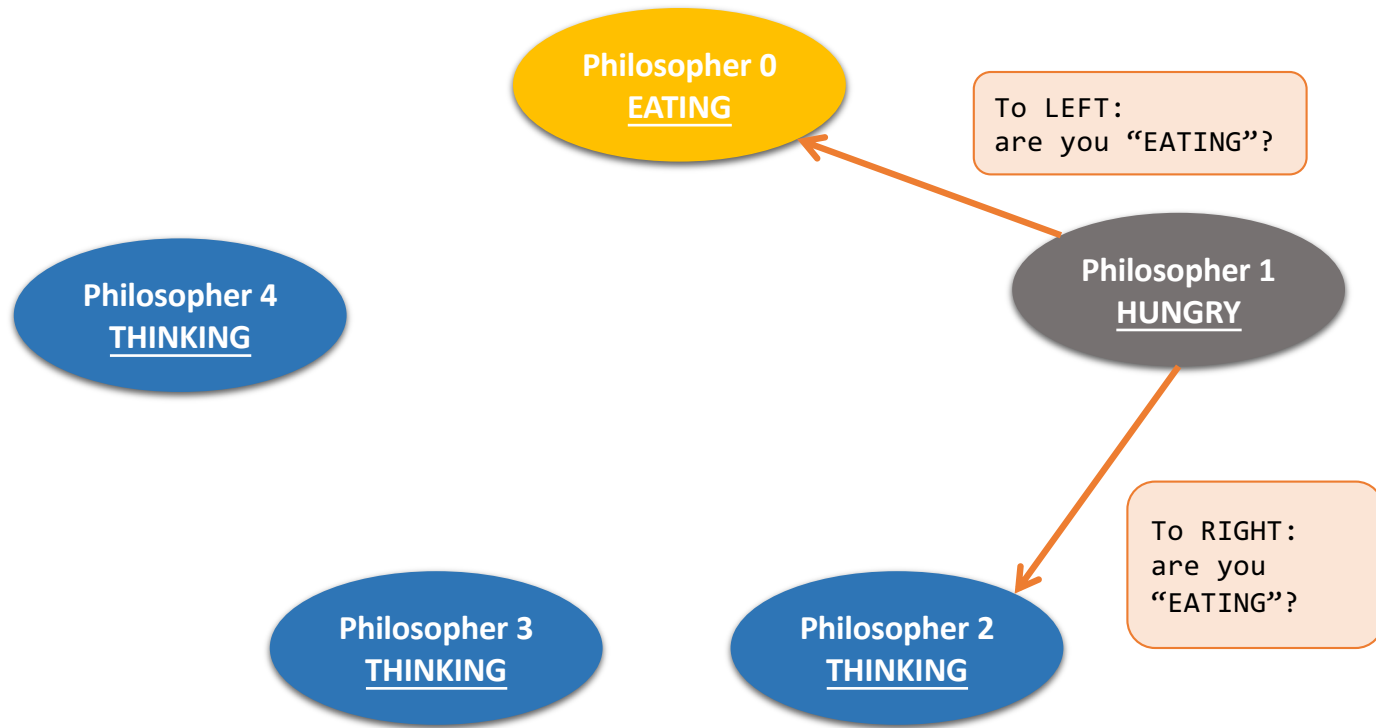 Philosopher 0
EATING
To LEFT:
are you “EATING”?
Philosopher 1
HUNGRY
Philosopher 4
THINKING
To RIGHT:
are you
“EATING”?
Philosopher 3
THINKING
Philosopher 2
THINKING